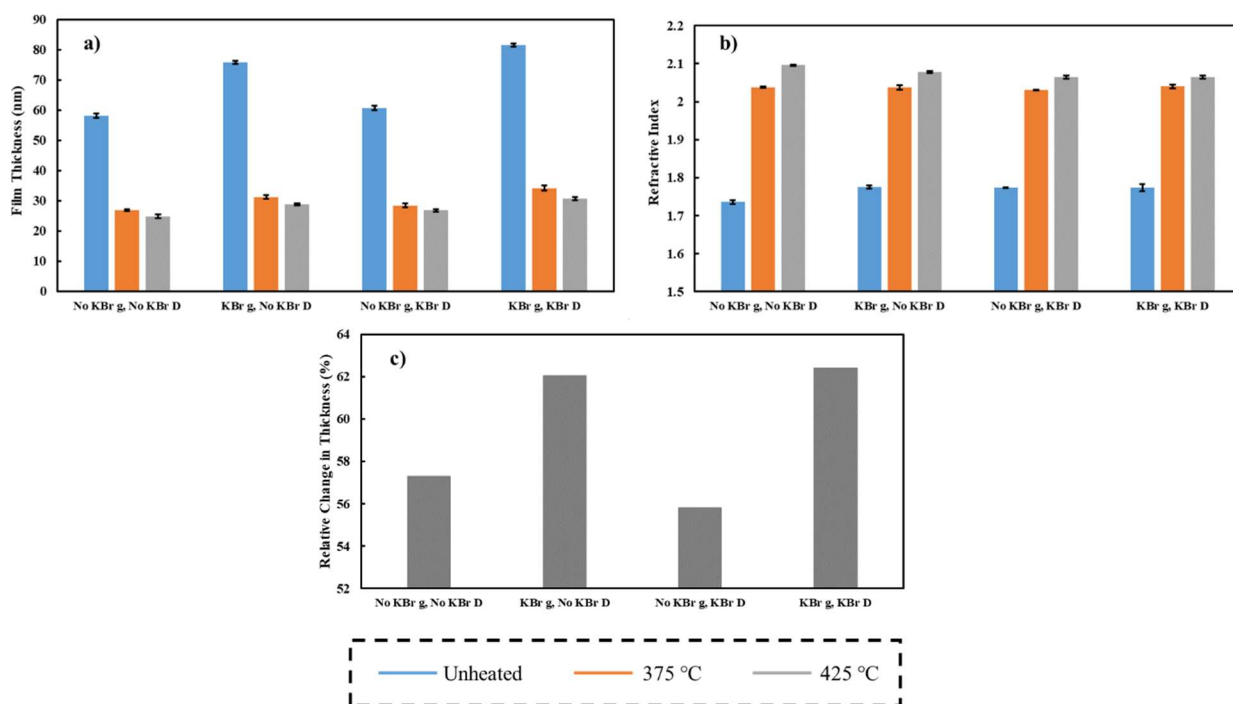 a)
Film Thickness (nm)
90
80
70
60
50
40
30
20
10
0
No KBr g, No KBr D
KBr g, No KBr D
No KBr g, KBr D
KBr g, KBr D
b)
Refractive Index
2.2
2.1
2
1.9
1.8
1.7
1.6
1.5
No KBr g, No KBr D
KBr g, No KBr D
No KBr g, KBr D
KBr g, KBr D
c)
Relative Change in Thickness (%)
64
62
60
58
56
54
52
No KBr g, No KBr D
KBr g, No KBr D
No KBr g, KBr D
KBr g, KBr D
Unheated
375 °C
425 °C